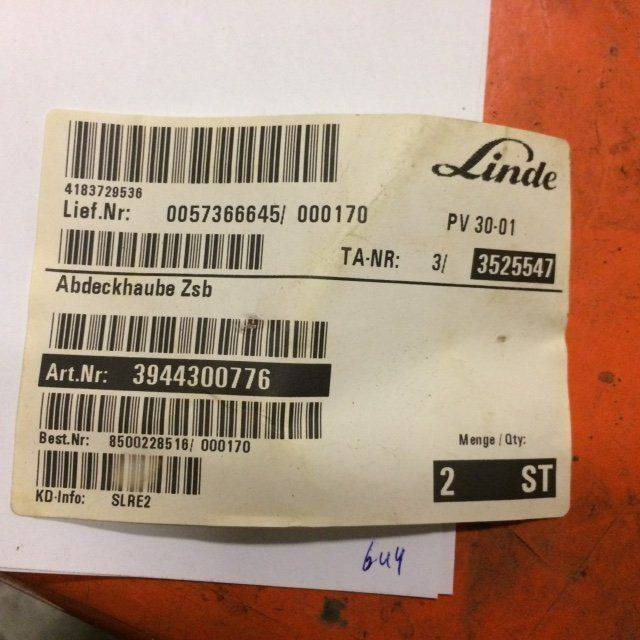 Linde
4183729536
Lief.Nr: 0057366645/ 000170
PV 30-01
TA-NR: 3/ 3525547
Abdeckhaube Zsb
Art.Nr: 3944300776
Best.Nr: 8500228516/ 000170
Menge / Qty:
2 ST
KD-Info: SLRE2